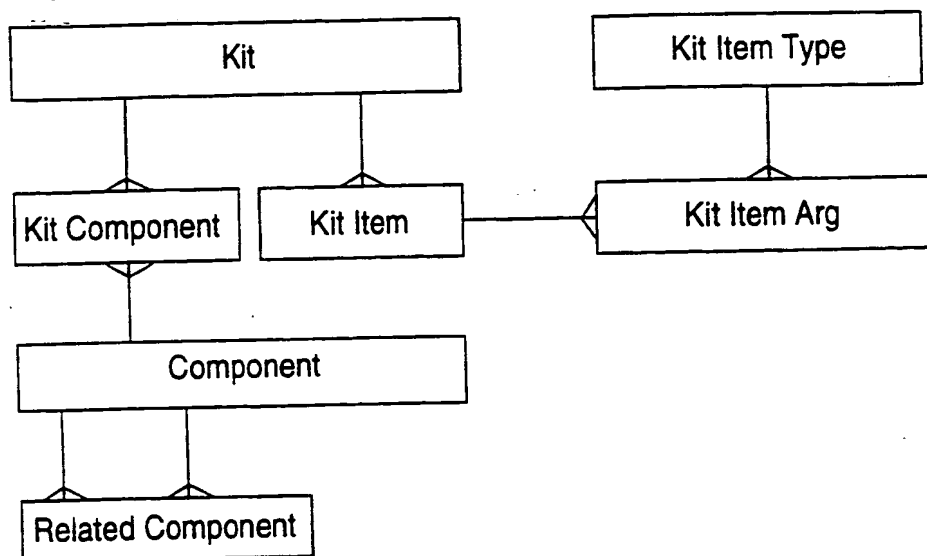 Kit
Kit Item Type
Kit Component
Kit Item
Kit Item Arg
Component
Related Component